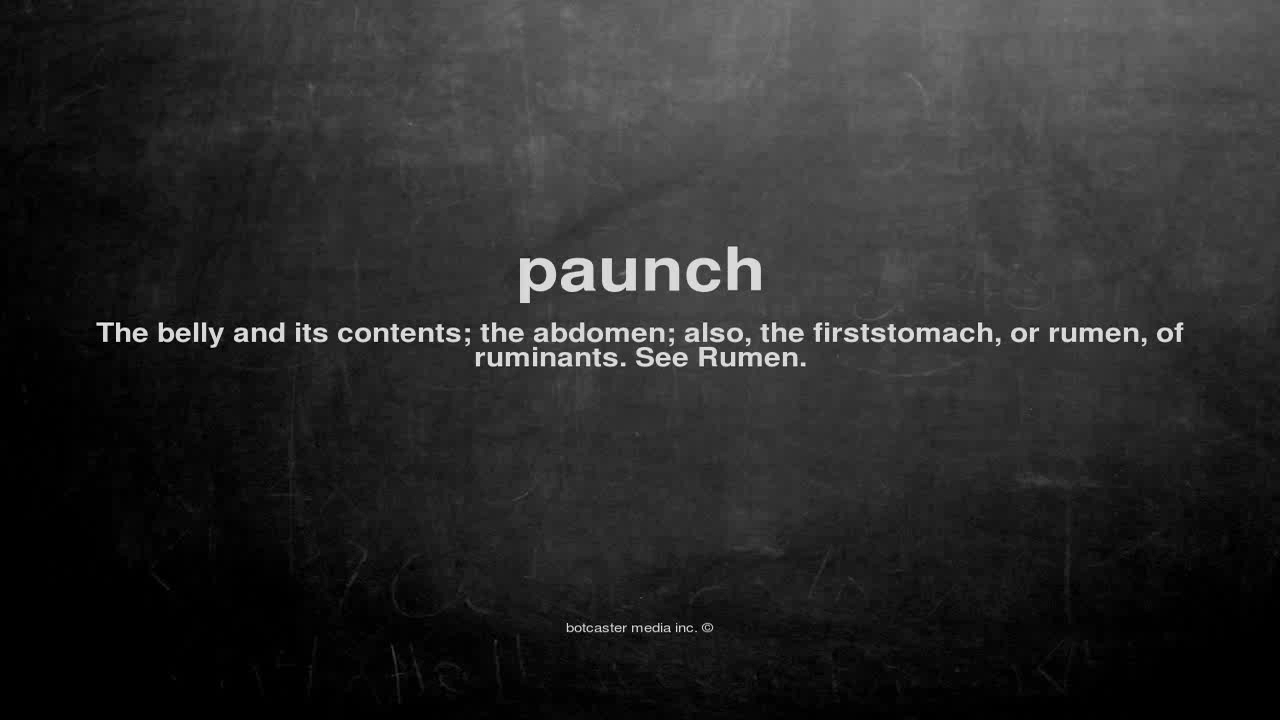 paunch
The belly and its contents; the abdomen; also, the firststomach, or rumen, of
ruminants. See Rumen.
botcaster media inc. ©